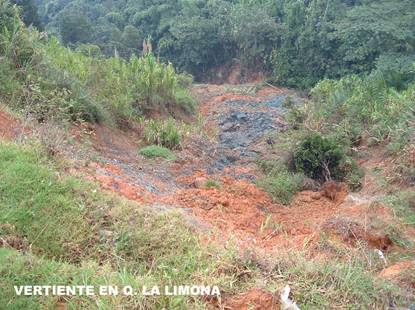 VERTIENTE EN Q. LA LIMONA